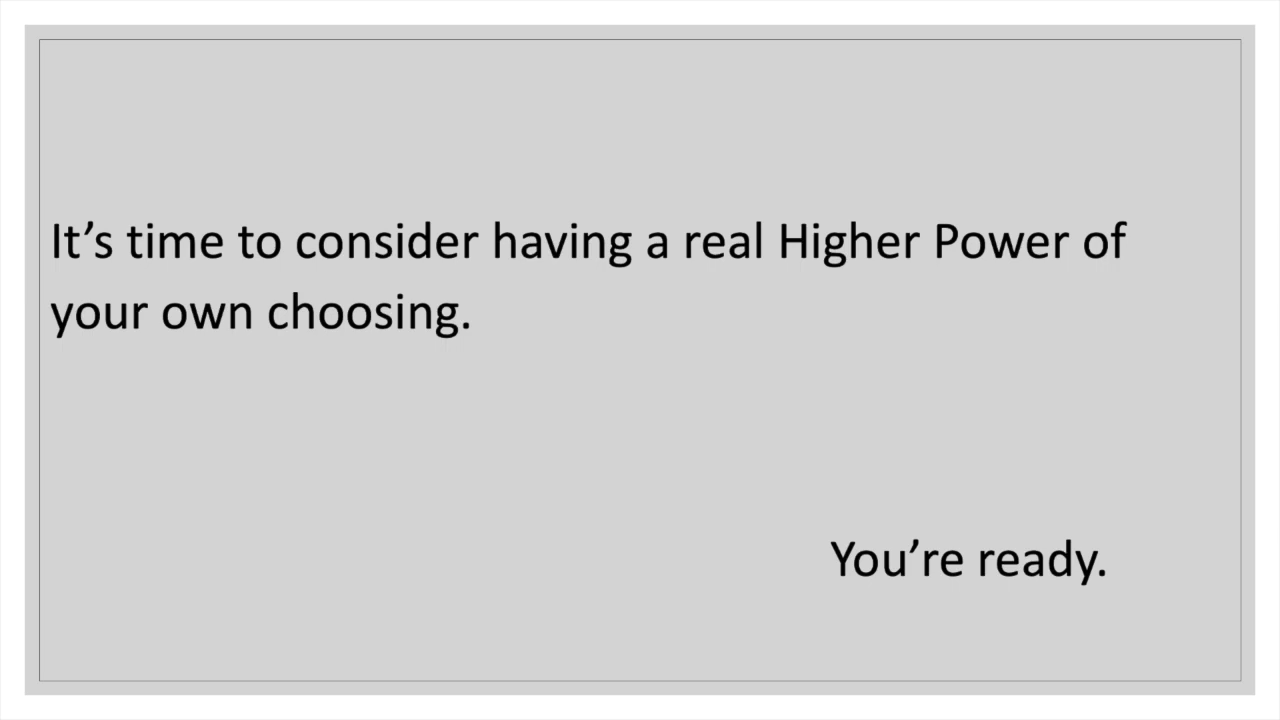 It’s time to consider having a real Higher Power of
your own choosing.
You’re ready.